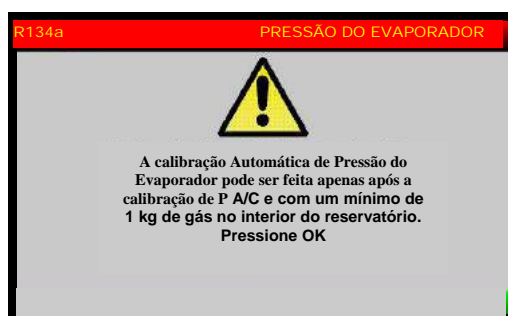 R134a PRESSÃO DO EVAPORADOR
A calibração Automática de Pressão do
Evaporador pode ser feita apenas após a
calibração de P A/C e com um mínimo de
1 kg de gás no interior do reservatório.
Pressione OK